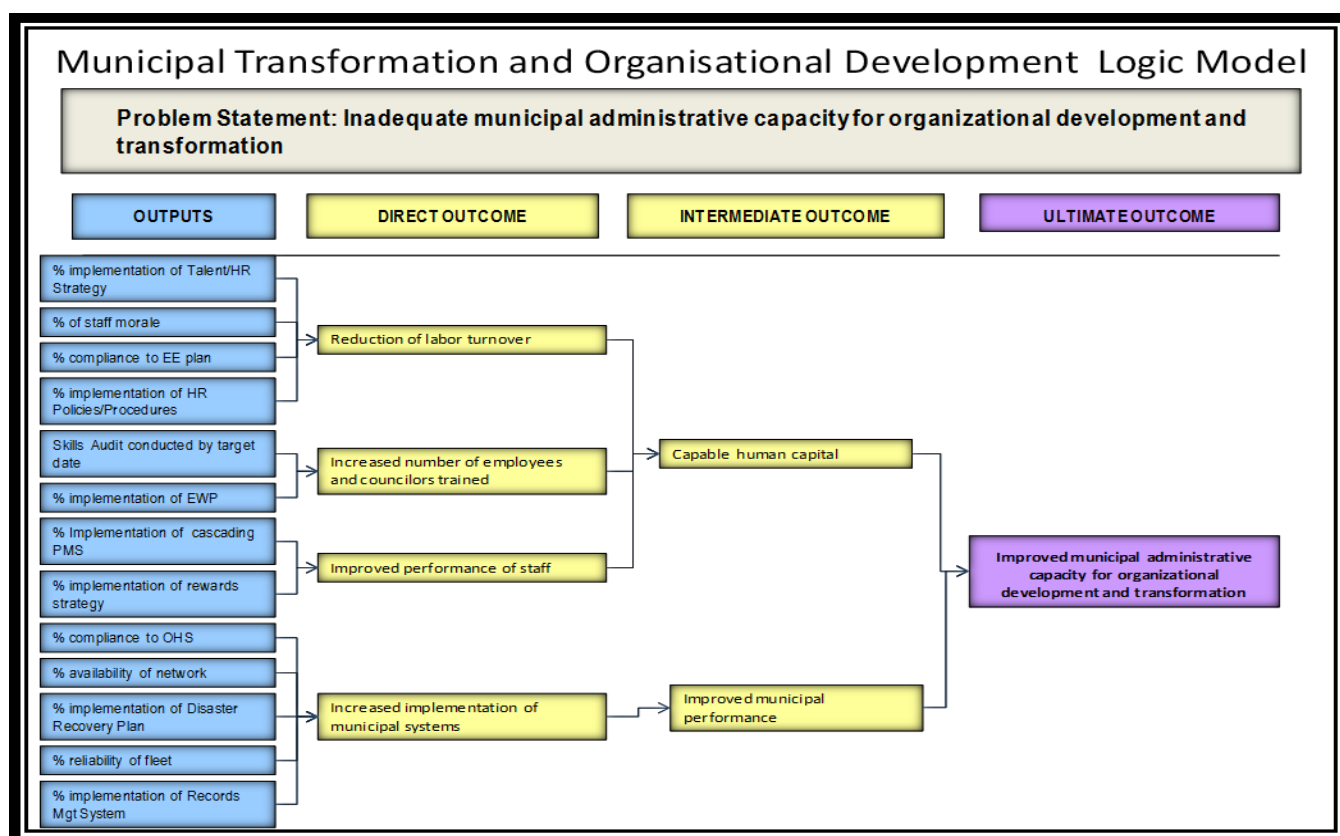 Municipal Transformation and Organisational Development Logic Model
Problem Statement: Inadequate municipal administrative capacity for organizational development and
transformation
OUTPUTS
DIRECT OUTCOME
INTERMEDIATE OUTCOME
ULTIMATE OUTCOME
% implementation of Talent/HR
Strategy
% of staff morale
% compliance to EE plan
% implementation of HR
Policies/Procedures
Skills Audit conducted by target
date
% implementation of EWP
% Implementation of cascading
PMS
% implementation of rewards
strategy
% compliance to OHS
% availability of network
% implementation of Disaster
Recovery Plan
% reliability of fleet
% implementation of Records
Mgt System
Reduction of labor turnover
Increased number of employees
and councilors trained
Improved performance of staff
Increased implementation of
municipal systems
Capable human capital
Improved municipal
performance
Improved municipal administrative
capacity for organizational
development and transformation